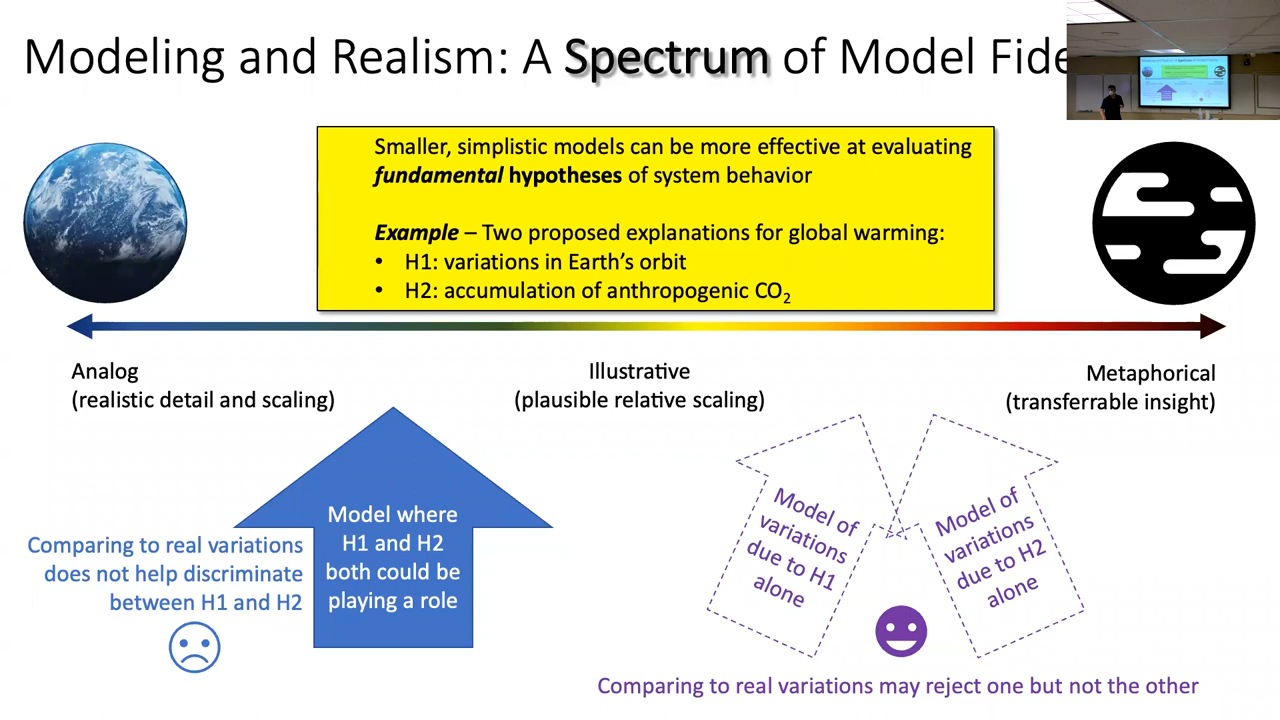 Modeling and Realism: A Spectrum of Model Fide
Smaller, simplistic models can be more effective at evaluating
fundamental hypotheses of system behavior
Example – Two proposed explanations for global warming:
• H1: variations in Earth's orbit
• H2: accumulation of anthropogenic CO₂
Analog
(realistic detail and scaling)
Illustrative
(plausible relative scaling)
Metaphorical
(transferrable insight)
Comparing to real variations
does not help discriminate
between H1 and H2
Model where
H1 and H2
both could be
playing a role
Model of
variations
due to H1
alone
Model of
variations
due to H2
alone
Comparing to real variations may reject one but not the other